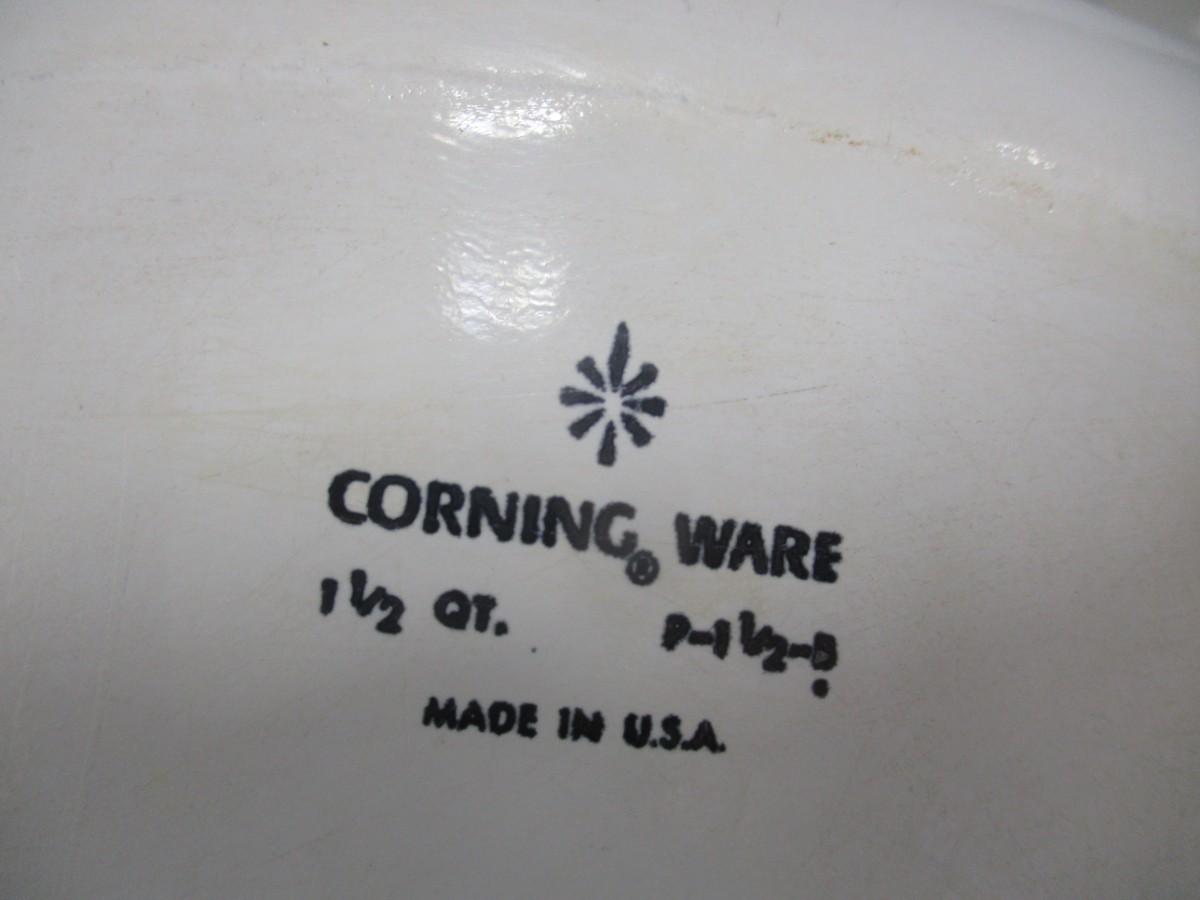 CORNING® WARE
1 1/2 QT. P-1 1/2-B
MADE IN U.S.A.